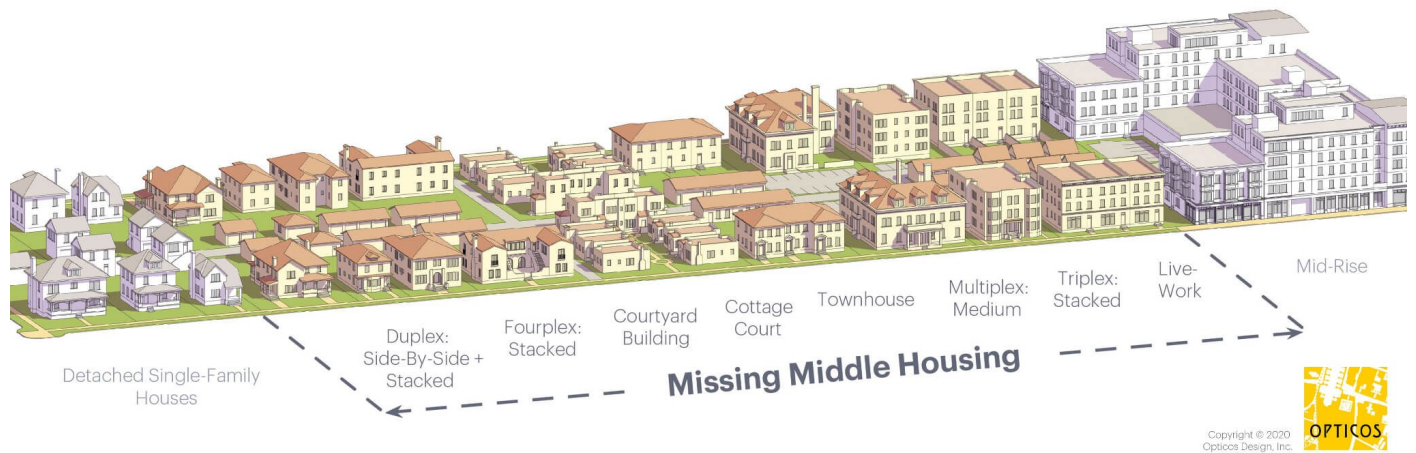 Detached Single-Family
Houses
Duplex:
Side-By-Side +
Stacked
Fourplex:
Stacked
Courtyard
Building
Cottage
Court
Townhouse
Multiplex:
Medium
Triplex:
Stacked
Live-
Work
Mid-Rise
Missing Middle Housing
Copyright © 2020
Opticos Design, Inc.
OPTICOS